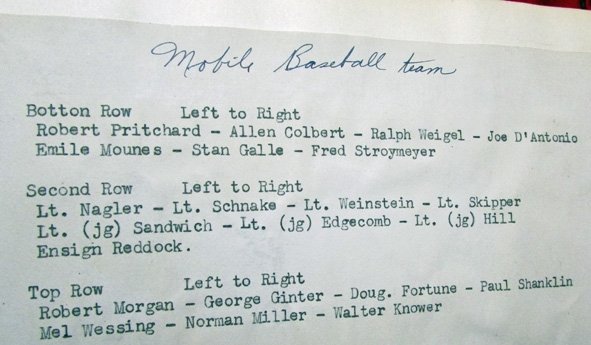 Mobile Baseball team
Botton Row Left to Right
Robert Pritchard - Allen Colbert - Ralph Weigel - Joe D'Antonio
Emile Mounes - Stan Galle - Fred Stroymeyer
Second Row Left to Right
Lt. Nagler - Lt. Schnake - Lt. Weinstein - Lt. Skipper
Lt. (jg) Sandwich - Lt. (jg) Edgecomb - Lt. (jg) Hill
Ensign Reddock.
Top Row Left to Right
Robert Morgan - George Ginter - Doug. Fortune - Paul Shanklin
Mel Wessing - Norman Miller - Walter Knower